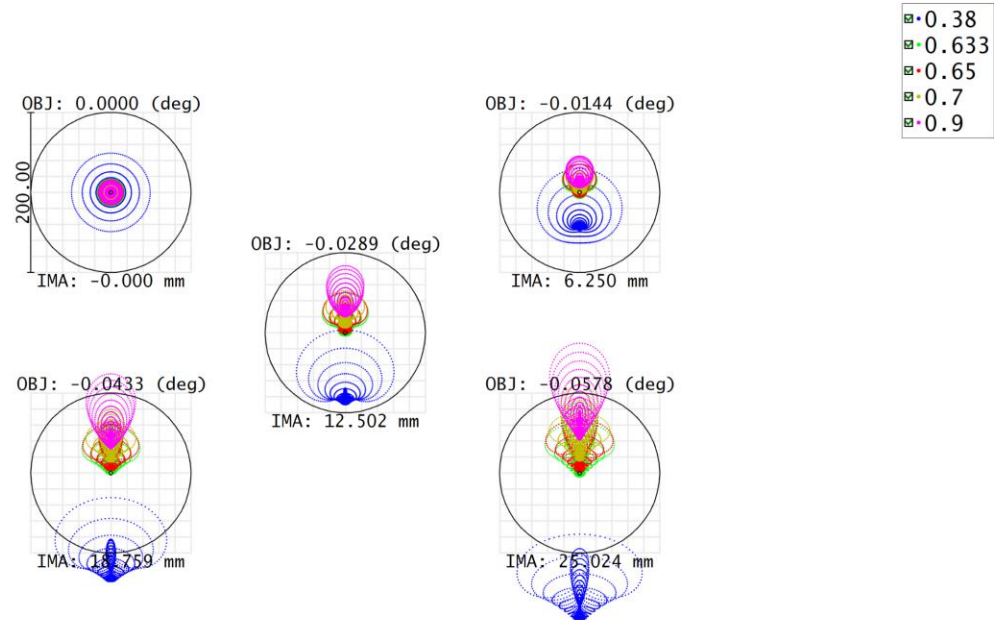 0.38
0.633
0.65
0.7
0.9
OBJ: 0.0000 (deg)
200.00
IMA: -0.000 mm
OBJ: -0.0144 (deg)
IMA: 6.250 mm
OBJ: -0.0289 (deg)
IMA: 12.502 mm
OBJ: -0.0433 (deg)
IMA: 18.759 mm
OBJ: -0.0578 (deg)
IMA: 25.024 mm